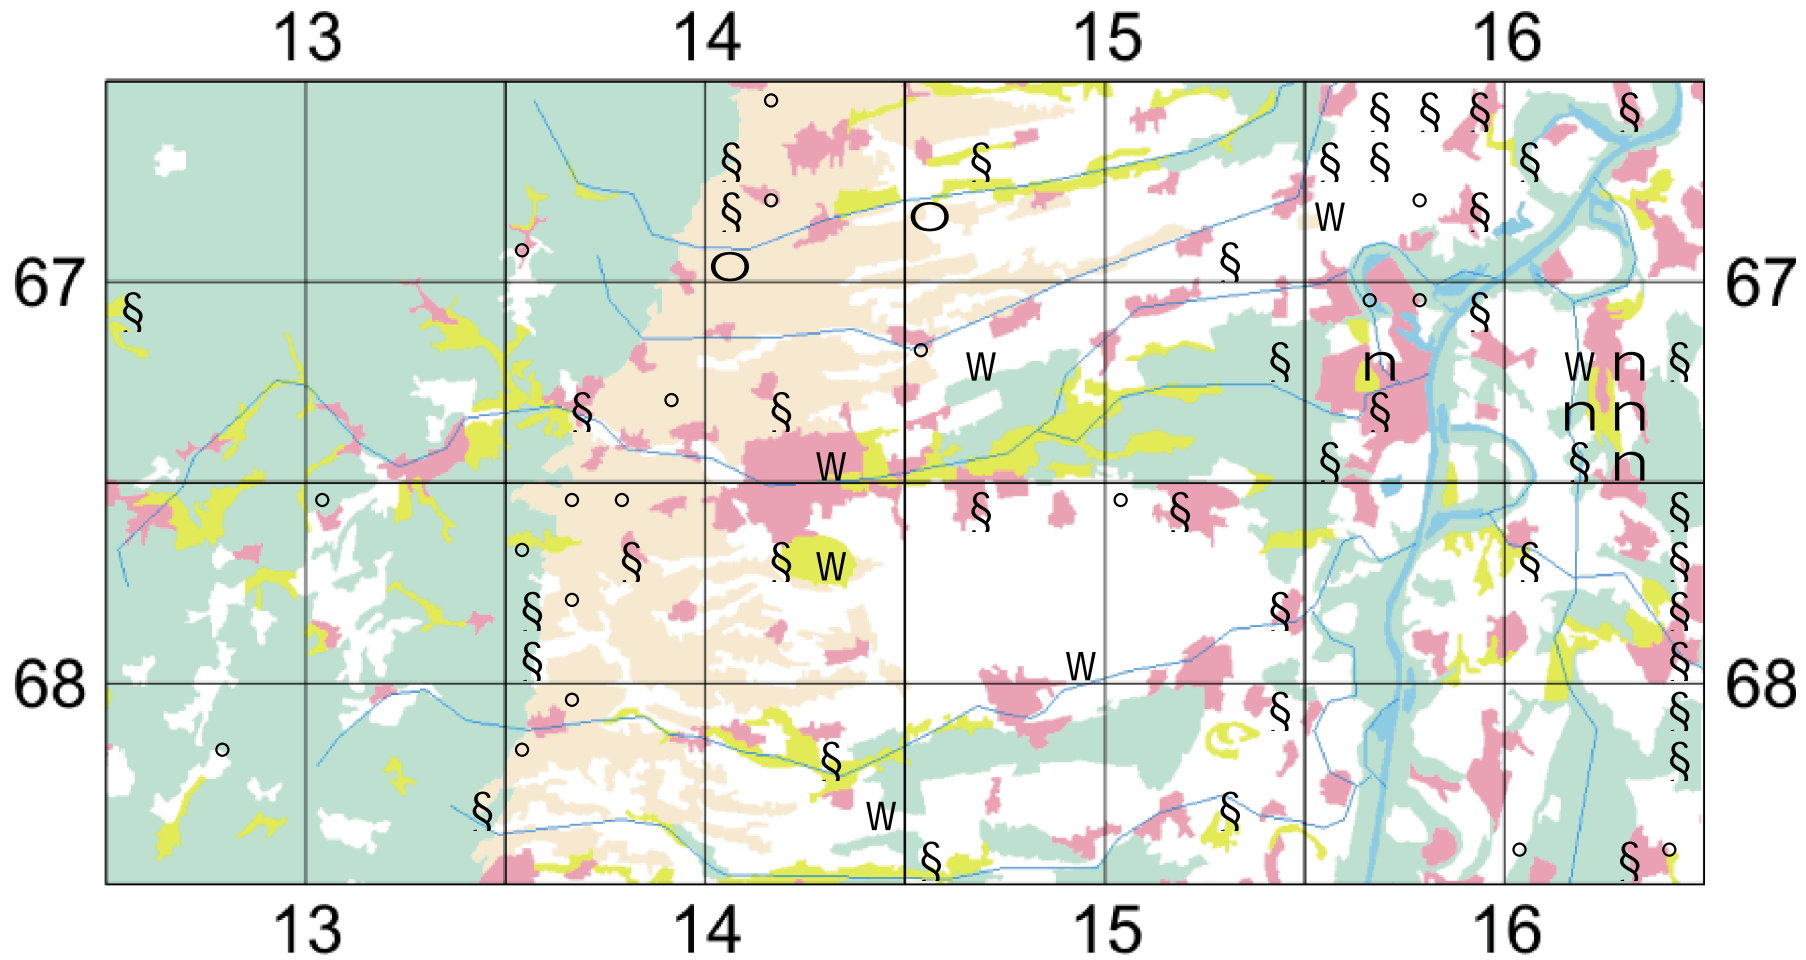 13 14 15 16
§ § § §
§ § § § §
§ O W §
O §
67 67
§ §
W § n W n §
§ § § n n
W § § n
§ § §
§ § W § §
§ § §
§ W §
68 68
§ §
§ §
§ W §
§ §
13 14 15 16